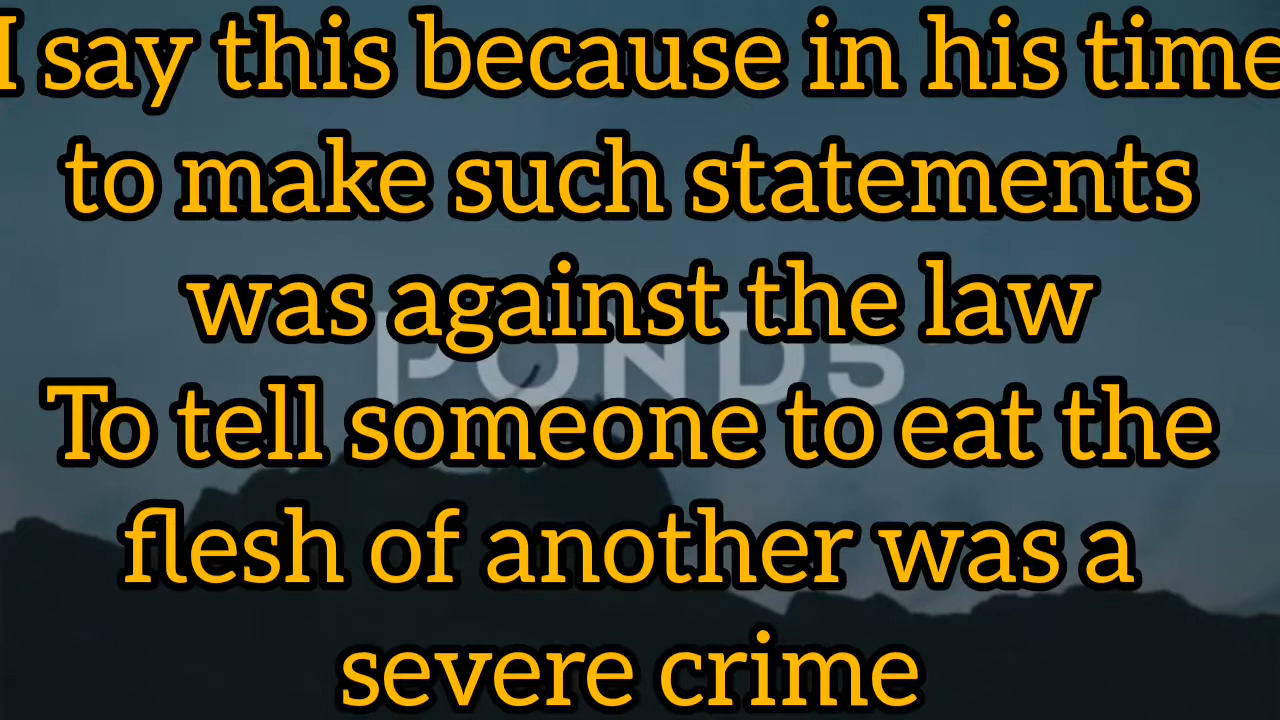 I say this because in his time
to make such statements
was against the law
POND5
To tell someone to eat the
flesh of another was a
severe crime